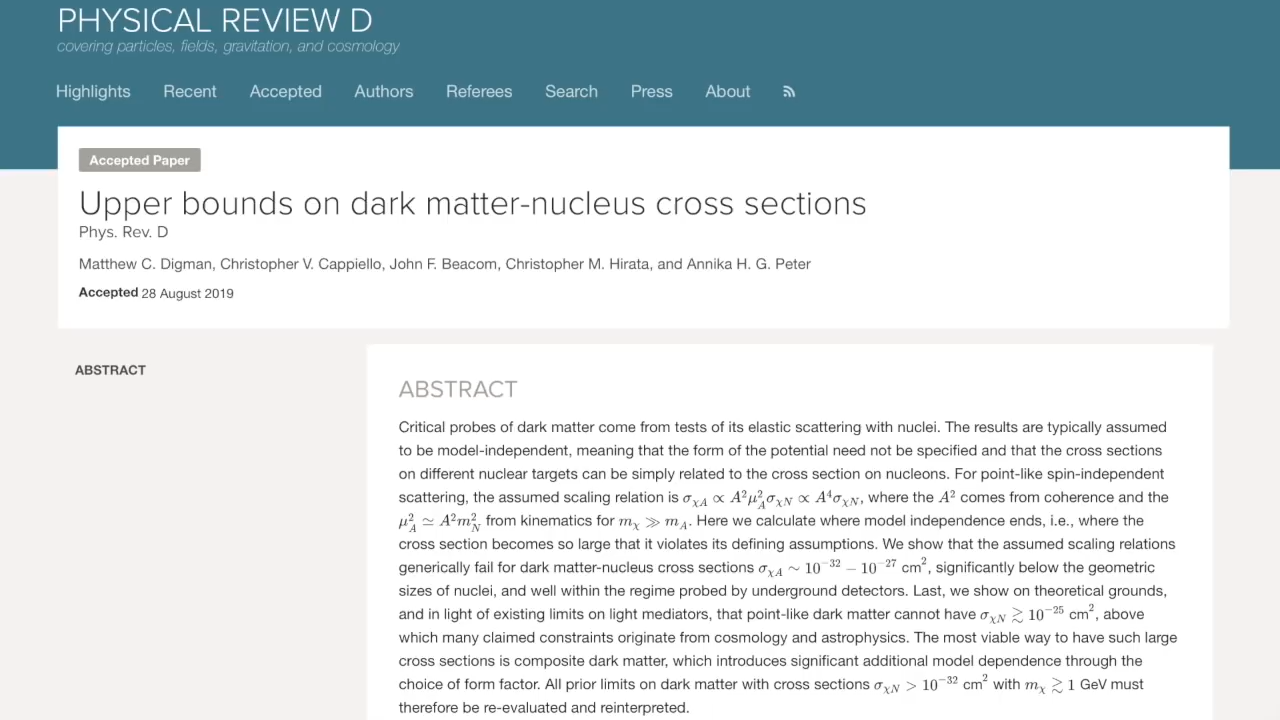 PHYSICAL REVIEW D
covering particles, fields, gravitation, and cosmology
Highlights Recent Accepted Authors Referees Search Press About
Accepted Paper
Upper bounds on dark matter-nucleus cross sections
Phys. Rev. D
Matthew C. Digman, Christopher V. Cappiello, John F. Beacom, Christopher M. Hirata, and Annika H. G. Peter
Accepted 28 August 2019
ABSTRACT
ABSTRACT
Critical probes of dark matter come from tests of its elastic scattering with nuclei. The results are typically assumed
to be model-independent, meaning that the form of the potential need not be specified and that the cross sections
on different nuclear targets can be simply related to the cross section on nucleons. For point-like spin-independent
scattering, the assumed scaling relation is σ_χA ∝ A²μ²_A σ_χN ∝ A⁴σ_χN, where the A² comes from coherence and the
μ²_A ≃ A²m²_N from kinematics for m_χ ≫ m_A. Here we calculate where model independence ends, i.e., where the
cross section becomes so large that it violates its defining assumptions. We show that the assumed scaling relations
generically fail for dark matter-nucleus cross sections σ_χA ∼ 10⁻³² − 10⁻²⁷ cm², significantly below the geometric
sizes of nuclei, and well within the regime probed by underground detectors. Last, we show on theoretical grounds,
and in light of existing limits on light mediators, that point-like dark matter cannot have σ_χN ≳ 10⁻²⁵ cm², above
which many claimed constraints originate from cosmology and astrophysics. The most viable way to have such large
cross sections is composite dark matter, which introduces significant additional model dependence through the
choice of form factor. All prior limits on dark matter with cross sections σ_χN > 10⁻³² cm² with m_χ ≳ 1 GeV must
therefore be re-evaluated and reinterpreted.